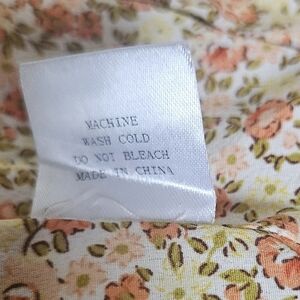 MACHINE
WASH COLD
DO NOT BLEACH
MADE IN CHINA